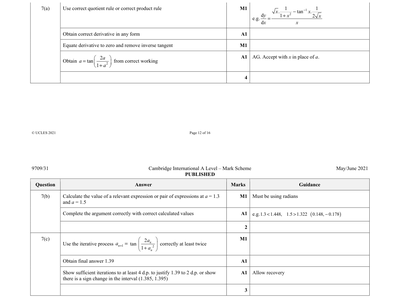 7(a) Use correct quotient rule or correct product rule M1 e.g. dy/dx = (√x · 1/(1+x²) − tan⁻¹ x · 1/(2√x)) / x
Obtain correct derivative in any form A1
Equate derivative to zero and remove inverse tangent M1
Obtain a = tan(2a/(1+a²)) from correct working A1 AG. Accept with x in place of a.
4
© UCLES 2021 Page 12 of 16
9709/31 Cambridge International A Level – Mark Scheme May/June 2021
PUBLISHED
Question Answer Marks Guidance
7(b) Calculate the value of a relevant expression or pair of expressions at a = 1.3 M1 Must be using radians
and a = 1.5
Complete the argument correctly with correct calculated values A1 e.g. 1.3 < 1.448, 1.5 > 1.322 (0.148, −0.178)
2
7(c) Use the iterative process aₙ₊₁ = tan(2aₙ/(1+aₙ²)) correctly at least twice M1
Obtain final answer 1.39 A1
Show sufficient iterations to at least 4 d.p. to justify 1.39 to 2 d.p. or show A1 Allow recovery
there is a sign change in the interval (1.385, 1.395)
3